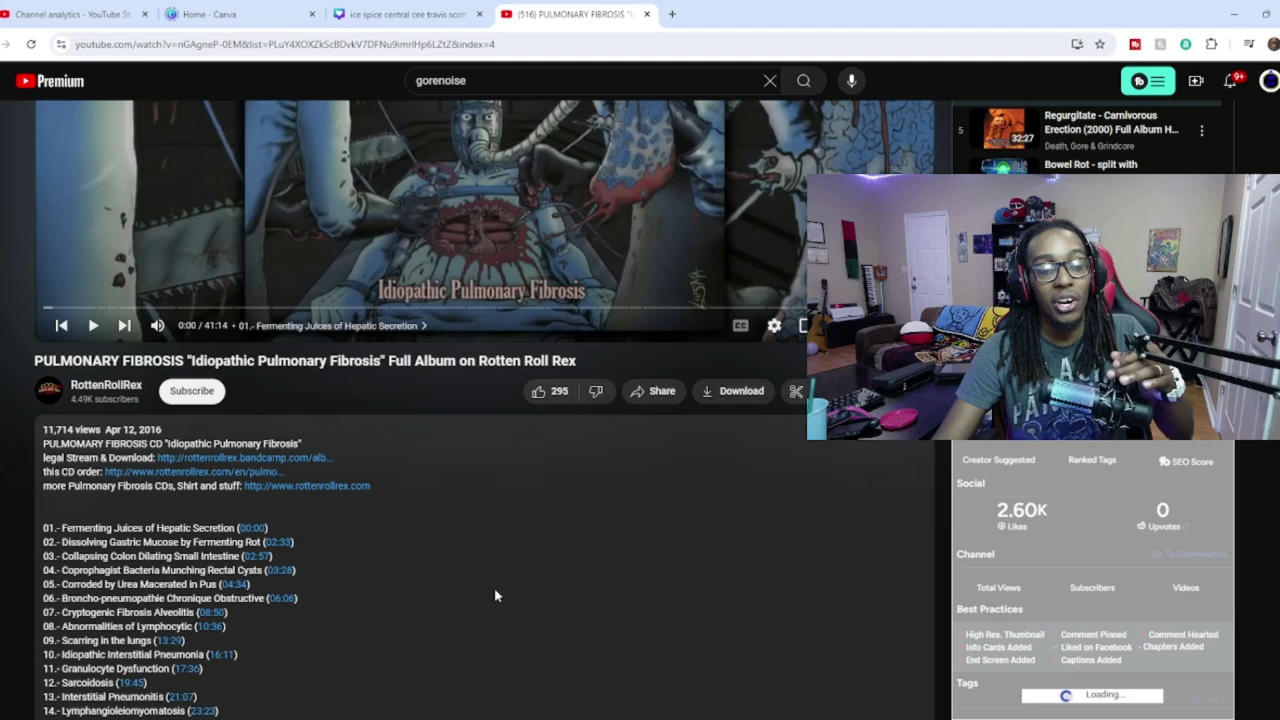 Channel analytics - YouTube St
Home - Canva
ice spice central cee travis scott
(516) PULMONARY FIBROSIS "I
youtube.com/watch?v=nGAgneP-0EM&list=PLuY4XOXZkScBDvkV7DFNu9imrlHp6LZtZ&index=4
Premium
gorenoise
9+
5
Regurgitate - Carnivorous
Erection (2000) Full Album H...
Death, Gore & Grindcore
32:27
Bowel Rot - split with
Idiopathic Pulmonary Fibrosis
0:00 / 41:14 • 01.- Fermenting Juices of Hepatic Secretion
PULMONARY FIBROSIS "Idiopathic Pulmonary Fibrosis" Full Album on Rotten Roll Rex
RottenRollRex
4.49K subscribers
Subscribe
295
Share
Download
11,714 views Apr 12, 2016
PULMOMARY FIBROSIS CD "Idiopathic Pulmonary Fibrosis"
legal Stream & Download: http://rottenrollrex.bandcamp.com/alb...
this CD order: http://www.rottenrollrex.com/en/pulmo...
more Pulmonary Fibrosis CDs, Shirt and stuff: http://www.rottenrollrex.com
01.- Fermenting Juices of Hepatic Secretion (00:00)
02.- Dissolving Gastric Mucose by Fermenting Rot (02:33)
03.- Collapsing Colon Dilating Small Intestine (02:57)
04.- Coprophagist Bacteria Munching Rectal Cysts (03:28)
05.- Corroded by Urea Macerated in Pus (04:34)
06.- Broncho-pneumopathie Chronique Obstructive (06:06)
07.- Cryptogenic Fibrosis Alveolitis (08:50)
08.- Abnormalities of Lymphocytic (10:36)
09.- Scarring in the lungs (13:29)
10.- Idiopathic Interstitial Pneumonia (16:11)
11.- Granulocyte Dysfunction (17:36)
12.- Sarcoidosis (19:45)
13.- Interstitial Pneumonitis (21:07)
14.- Lymphangioleiomyomatosis (23:23)
Creator Suggested
Ranked Tags
SEO Score
Social
2.60K
Likes
0
Upvotes
Channel
Go To Channelytics
Total Views
Subscribers
Videos
Best Practices
High Res. Thumbnail
Comment Pinned
Comment Hearted
Info Cards Added
Liked on Facebook
- Chapters Added
End Screen Added
Captions Added
Tags
Loading...